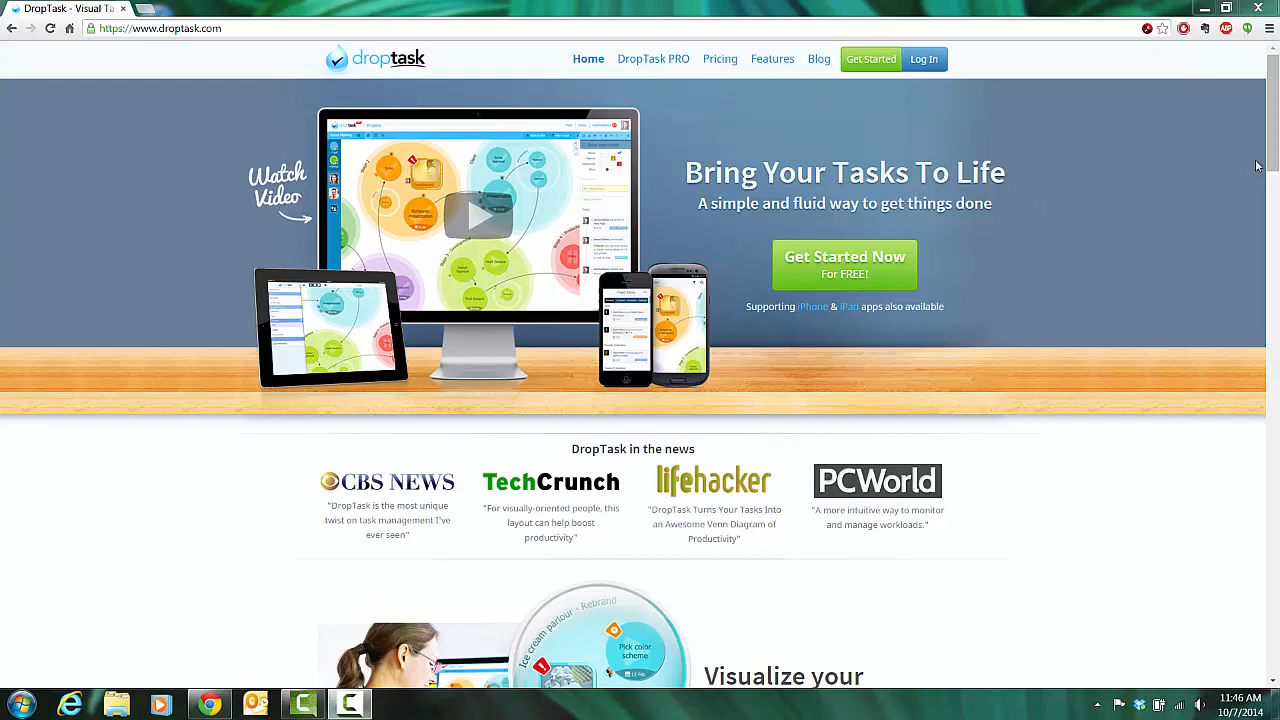 DropTask - Visual Ta
https://www.droptask.com
droptask
Home
DropTask PRO
Pricing
Features
Blog
Get Started
Log In
Watch
Video
Bring Your Tasks To Life
A simple and fluid way to get things done
Get Started Now
For FREE!
Supporting iPhone & iPad apps also available
DropTask in the news
CBS NEWS
TechCrunch
lifehacker
PCWorld
"DropTask is the most unique
twist on task management I've
ever seen"
"For visually-oriented people, this
layout can help boost
productivity"
"DropTask Turns Your Tasks Into
an Awesome Venn Diagram of
Productivity"
"A more intuitive way to monitor
and manage workloads."
Ice cream parlour - Rebrand
Pick color
scheme
13 Feb
Visualize your
11:46 AM
10/7/2014